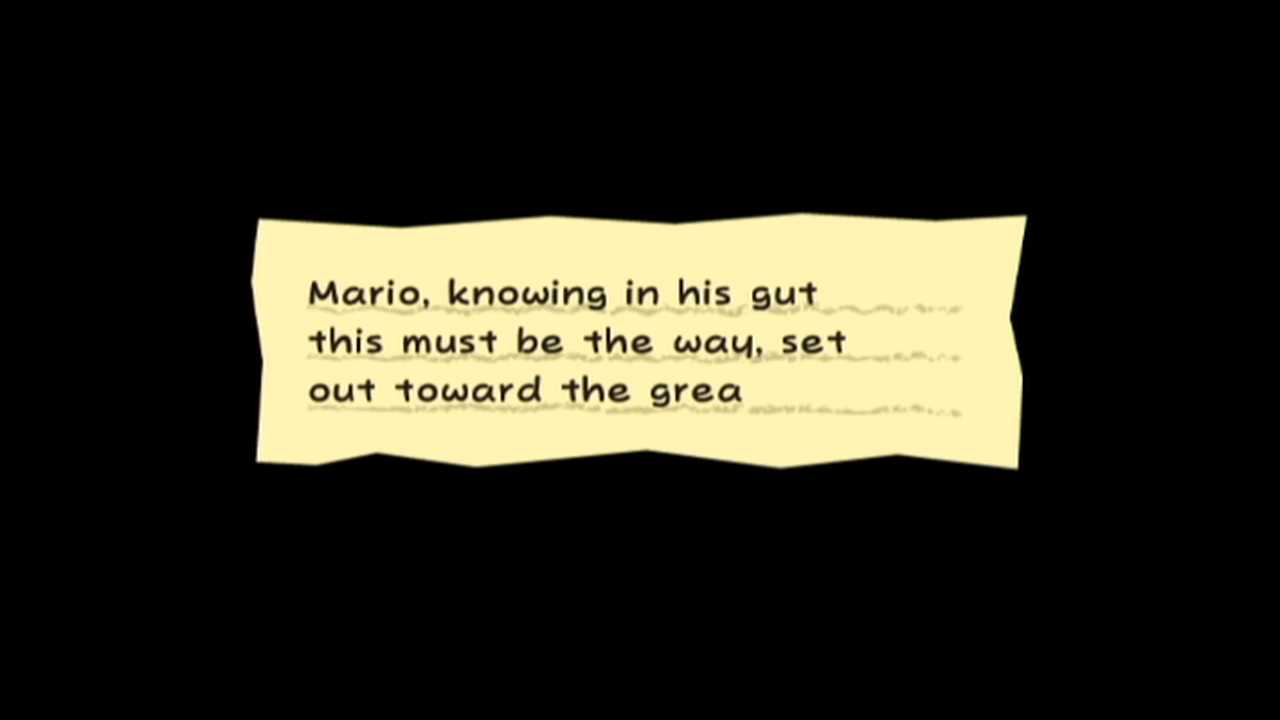 Mario, knowing in his gut
this must be the way, set
out toward the grea